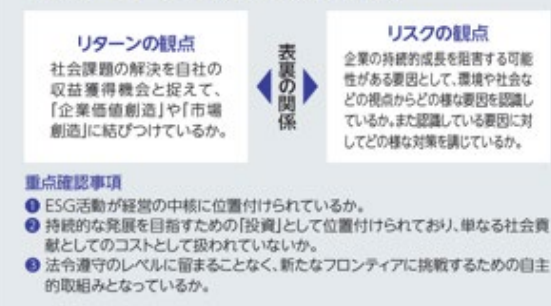 リターンの観点
社会課題の解決を自社の
収益獲得機会と捉えて、
「企業価値創造」や「市場
創造」に結びつけているか。
表裏の関係
リスクの観点
企業の持続的成長を阻害する可能
性がある要因として、環境や社会な
どの視点からどの様な要因を認識し
ているか。また認識している要因に対
してどの様な対策を講じているか。
重点確認事項
❶ ESG活動が経営の中核に位置付けられているか。
❷ 持続的な発展を目指すための「投資」として位置付けられており、単なる社会貢
献としてのコストとして扱われていないか。
❸ 法令遵守のレベルに留まることなく、新たなフロンティアに挑戦するための自主
的取組みとなっているか。